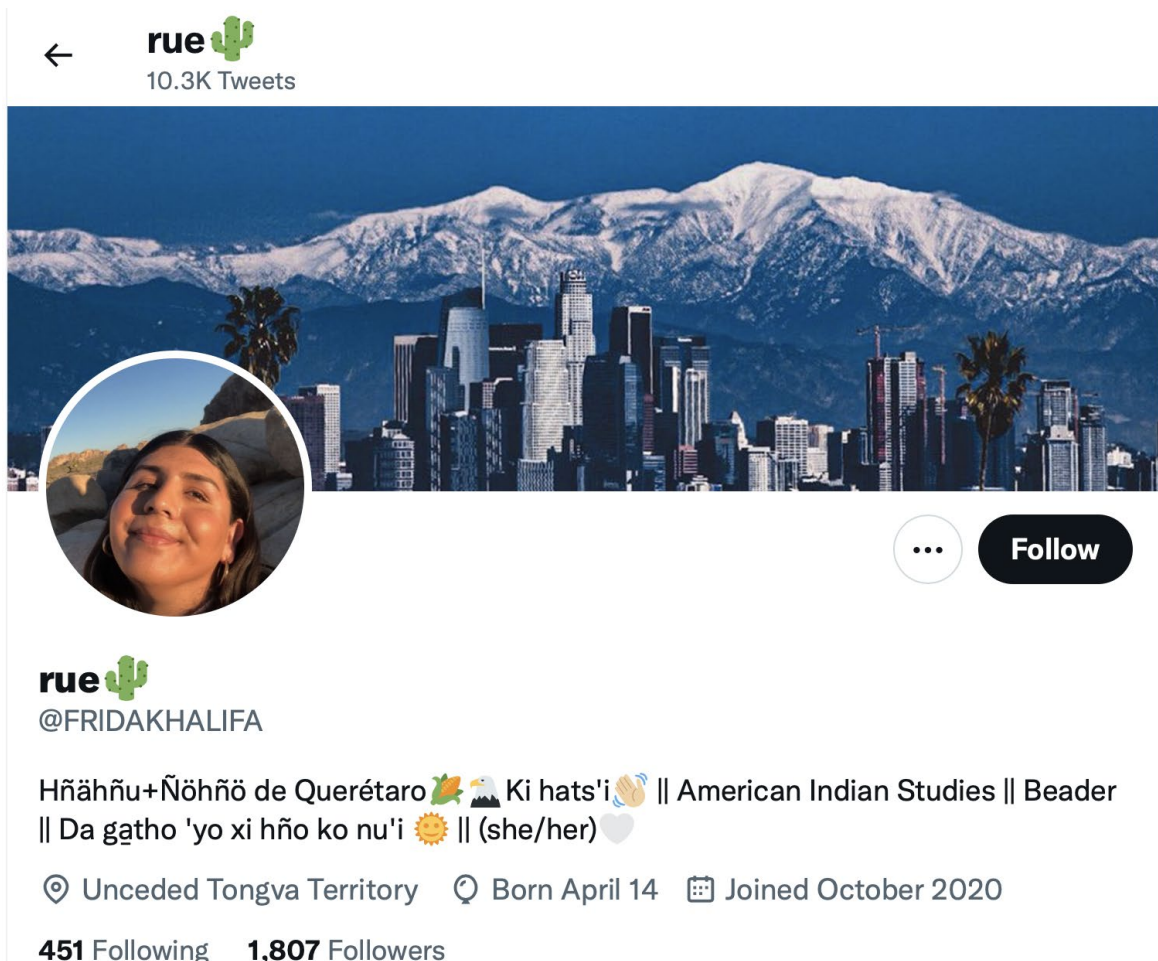 rue🌵
10.3K Tweets
Follow
rue🌵
@FRIDAKHALIFA
Hñähñu+Ñöhñö de Querétaro🌽🦅Ki hats'i👋🏼 || American Indian Studies || Beader
|| Da ga̲tho 'yo xi hño ko nu'i 🌞 || (she/her)🤍
Unceded Tongva Territory Born April 14 Joined October 2020
451 Following 1,807 Followers